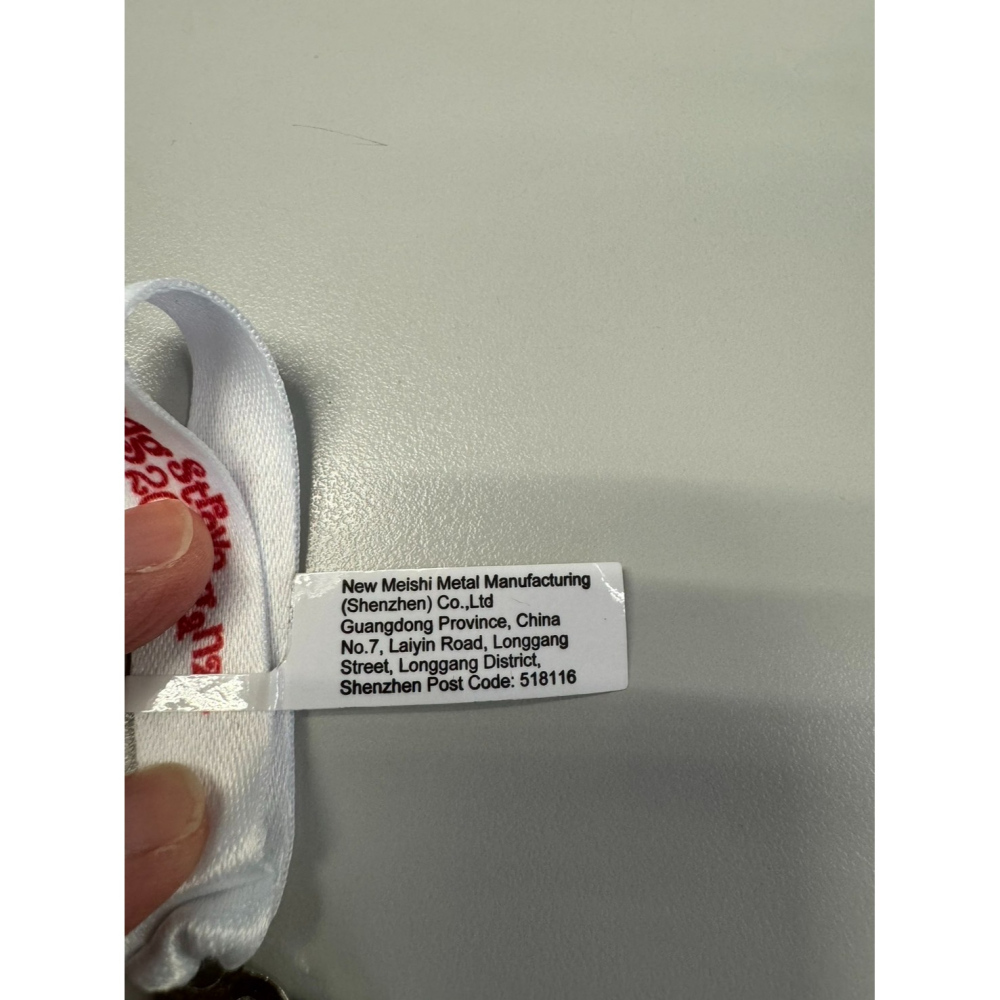 New Meishi Metal Manufacturing
(Shenzhen) Co.,Ltd
Guangdong Province, China
No.7, Laiyin Road, Longgang
Street, Longgang District,
Shenzhen Post Code: 518116